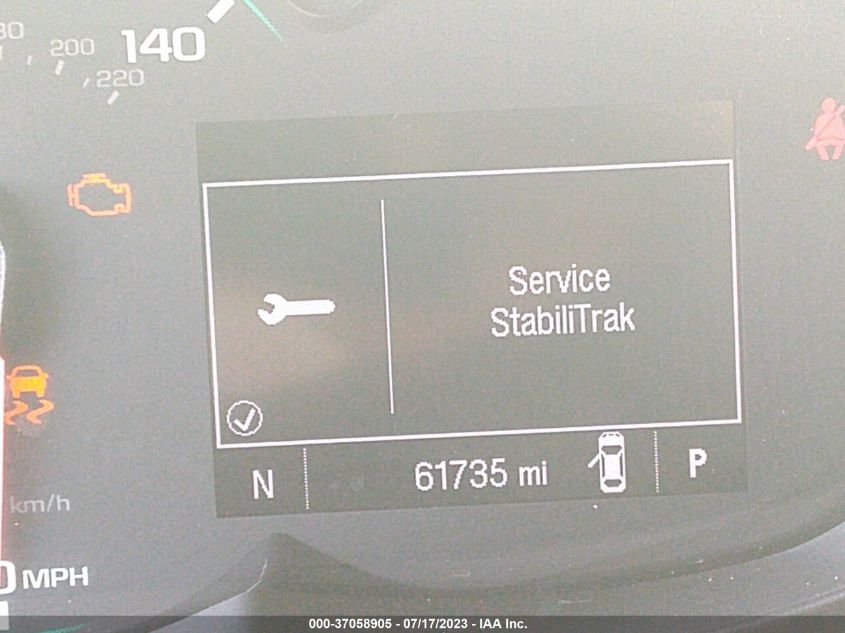 200
140
220
Service
StabiliTrak
N
61735 mi
P
km/h
MPH
000-37058905 - 07/17/2023 - IAA Inc.